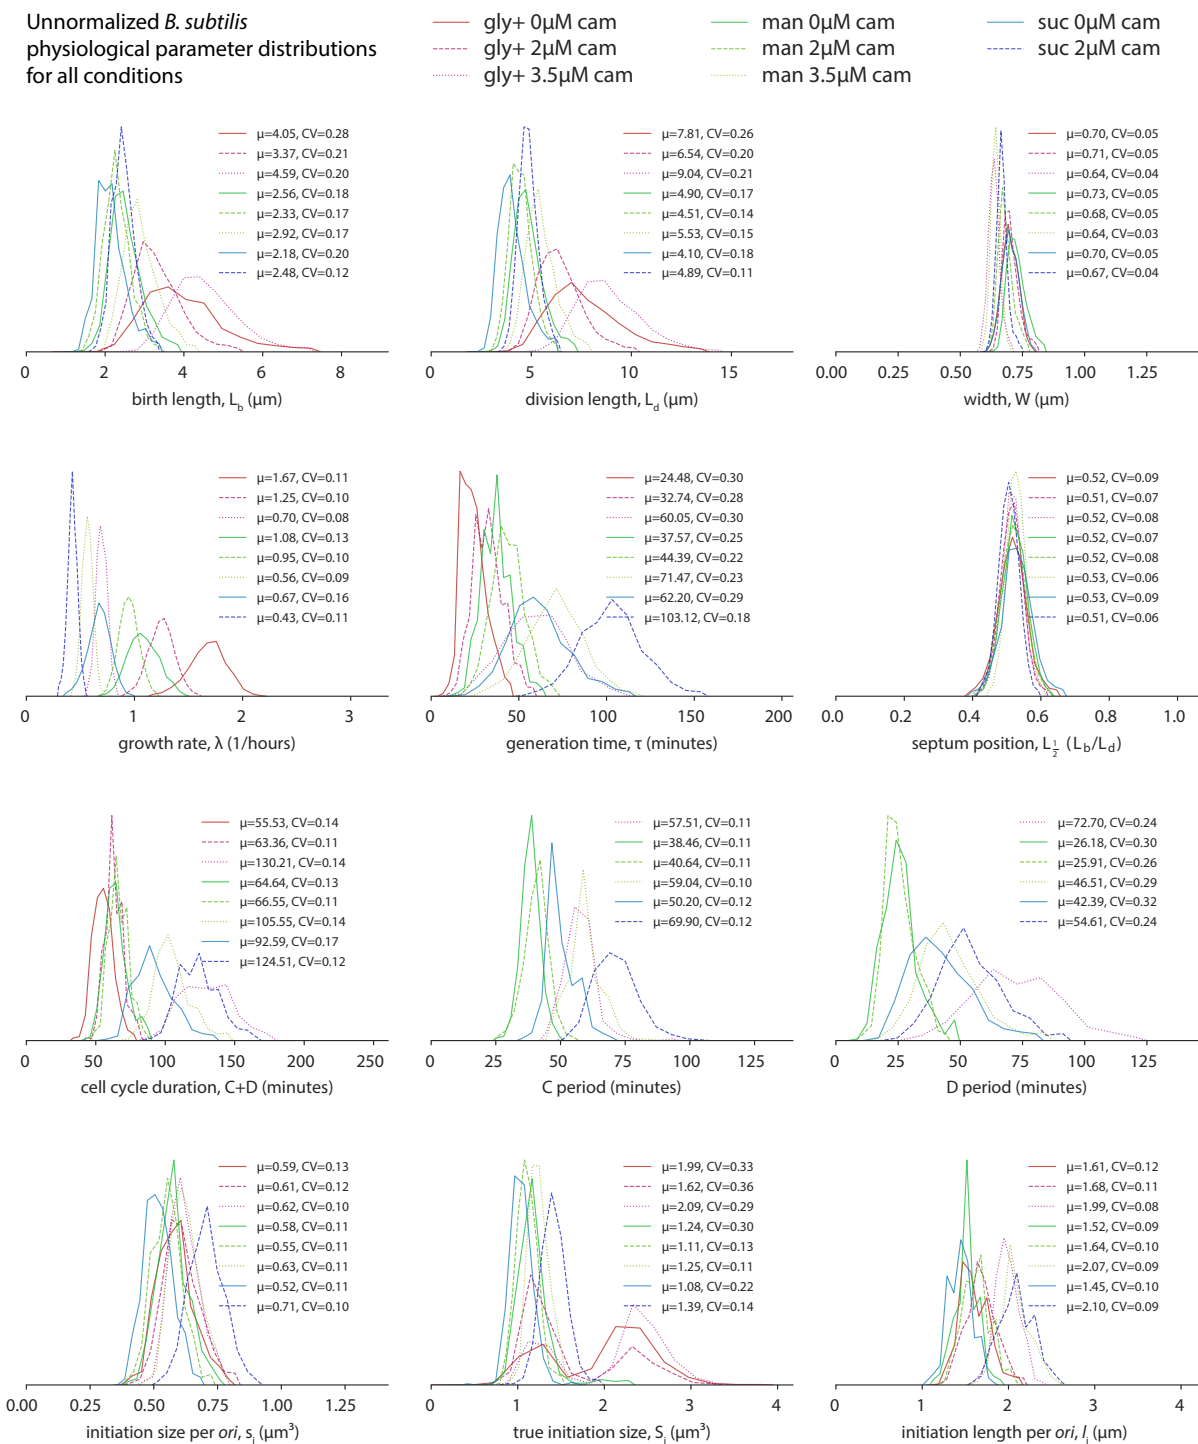 Unnormalized B. subtilis
physiological parameter distributions
for all conditions
gly+ 0μM cam
gly+ 2μM cam
gly+ 3.5μM cam
man 0μM cam
man 2μM cam
man 3.5μM cam
suc 0μM cam
suc 2μM cam
μ=4.05, CV=0.28
μ=3.37, CV=0.21
μ=4.59, CV=0.20
μ=2.56, CV=0.18
μ=2.33, CV=0.17
μ=2.92, CV=0.17
μ=2.18, CV=0.20
μ=2.48, CV=0.12
0 2 4 6 8
birth length, L_b (μm)
μ=7.81, CV=0.26
μ=6.54, CV=0.20
μ=9.04, CV=0.21
μ=4.90, CV=0.17
μ=4.51, CV=0.14
μ=5.53, CV=0.15
μ=4.10, CV=0.18
μ=4.89, CV=0.11
0 5 10 15
division length, L_d (μm)
μ=0.70, CV=0.05
μ=0.71, CV=0.05
μ=0.64, CV=0.04
μ=0.73, CV=0.05
μ=0.68, CV=0.05
μ=0.64, CV=0.03
μ=0.70, CV=0.05
μ=0.67, CV=0.04
0.00 0.25 0.50 0.75 1.00 1.25
width, W (μm)
μ=1.67, CV=0.11
μ=1.25, CV=0.10
μ=0.70, CV=0.08
μ=1.08, CV=0.13
μ=0.95, CV=0.10
μ=0.56, CV=0.09
μ=0.67, CV=0.16
μ=0.43, CV=0.11
0 1 2 3
growth rate, λ (1/hours)
μ=24.48, CV=0.30
μ=32.74, CV=0.28
μ=60.05, CV=0.30
μ=37.57, CV=0.25
μ=44.39, CV=0.22
μ=71.47, CV=0.23
μ=62.20, CV=0.29
μ=103.12, CV=0.18
0 50 100 150 200
generation time, τ (minutes)
μ=0.52, CV=0.09
μ=0.51, CV=0.07
μ=0.52, CV=0.08
μ=0.52, CV=0.07
μ=0.52, CV=0.08
μ=0.53, CV=0.06
μ=0.53, CV=0.09
μ=0.51, CV=0.06
0.0 0.2 0.4 0.6 0.8 1.0
septum position, L_½ (L_b/L_d)
μ=55.53, CV=0.14
μ=63.36, CV=0.11
μ=130.21, CV=0.14
μ=64.64, CV=0.13
μ=66.55, CV=0.11
μ=105.55, CV=0.14
μ=92.59, CV=0.17
μ=124.51, CV=0.12
0 50 100 150 200 250
cell cycle duration, C+D (minutes)
μ=57.51, CV=0.11
μ=38.46, CV=0.11
μ=40.64, CV=0.11
μ=59.04, CV=0.10
μ=50.20, CV=0.12
μ=69.90, CV=0.12
0 25 50 75 100 125
C period (minutes)
μ=72.70, CV=0.24
μ=26.18, CV=0.30
μ=25.91, CV=0.26
μ=46.51, CV=0.29
μ=42.39, CV=0.32
μ=54.61, CV=0.24
0 25 50 75 100 125
D period (minutes)
μ=0.59, CV=0.13
μ=0.61, CV=0.12
μ=0.62, CV=0.10
μ=0.58, CV=0.11
μ=0.55, CV=0.11
μ=0.63, CV=0.11
μ=0.52, CV=0.11
μ=0.71, CV=0.10
0.00 0.25 0.50 0.75 1.00 1.25
initiation size per ori, s_i (μm³)
μ=1.99, CV=0.33
μ=1.62, CV=0.36
μ=2.09, CV=0.29
μ=1.24, CV=0.30
μ=1.11, CV=0.13
μ=1.25, CV=0.11
μ=1.08, CV=0.22
μ=1.39, CV=0.14
0 1 2 3 4
true initiation size, S_i (μm³)
μ=1.61, CV=0.12
μ=1.68, CV=0.11
μ=1.99, CV=0.08
μ=1.52, CV=0.09
μ=1.64, CV=0.10
μ=2.07, CV=0.09
μ=1.45, CV=0.10
μ=2.10, CV=0.09
0 1 2 3 4
initiation length per ori, l_i (μm)